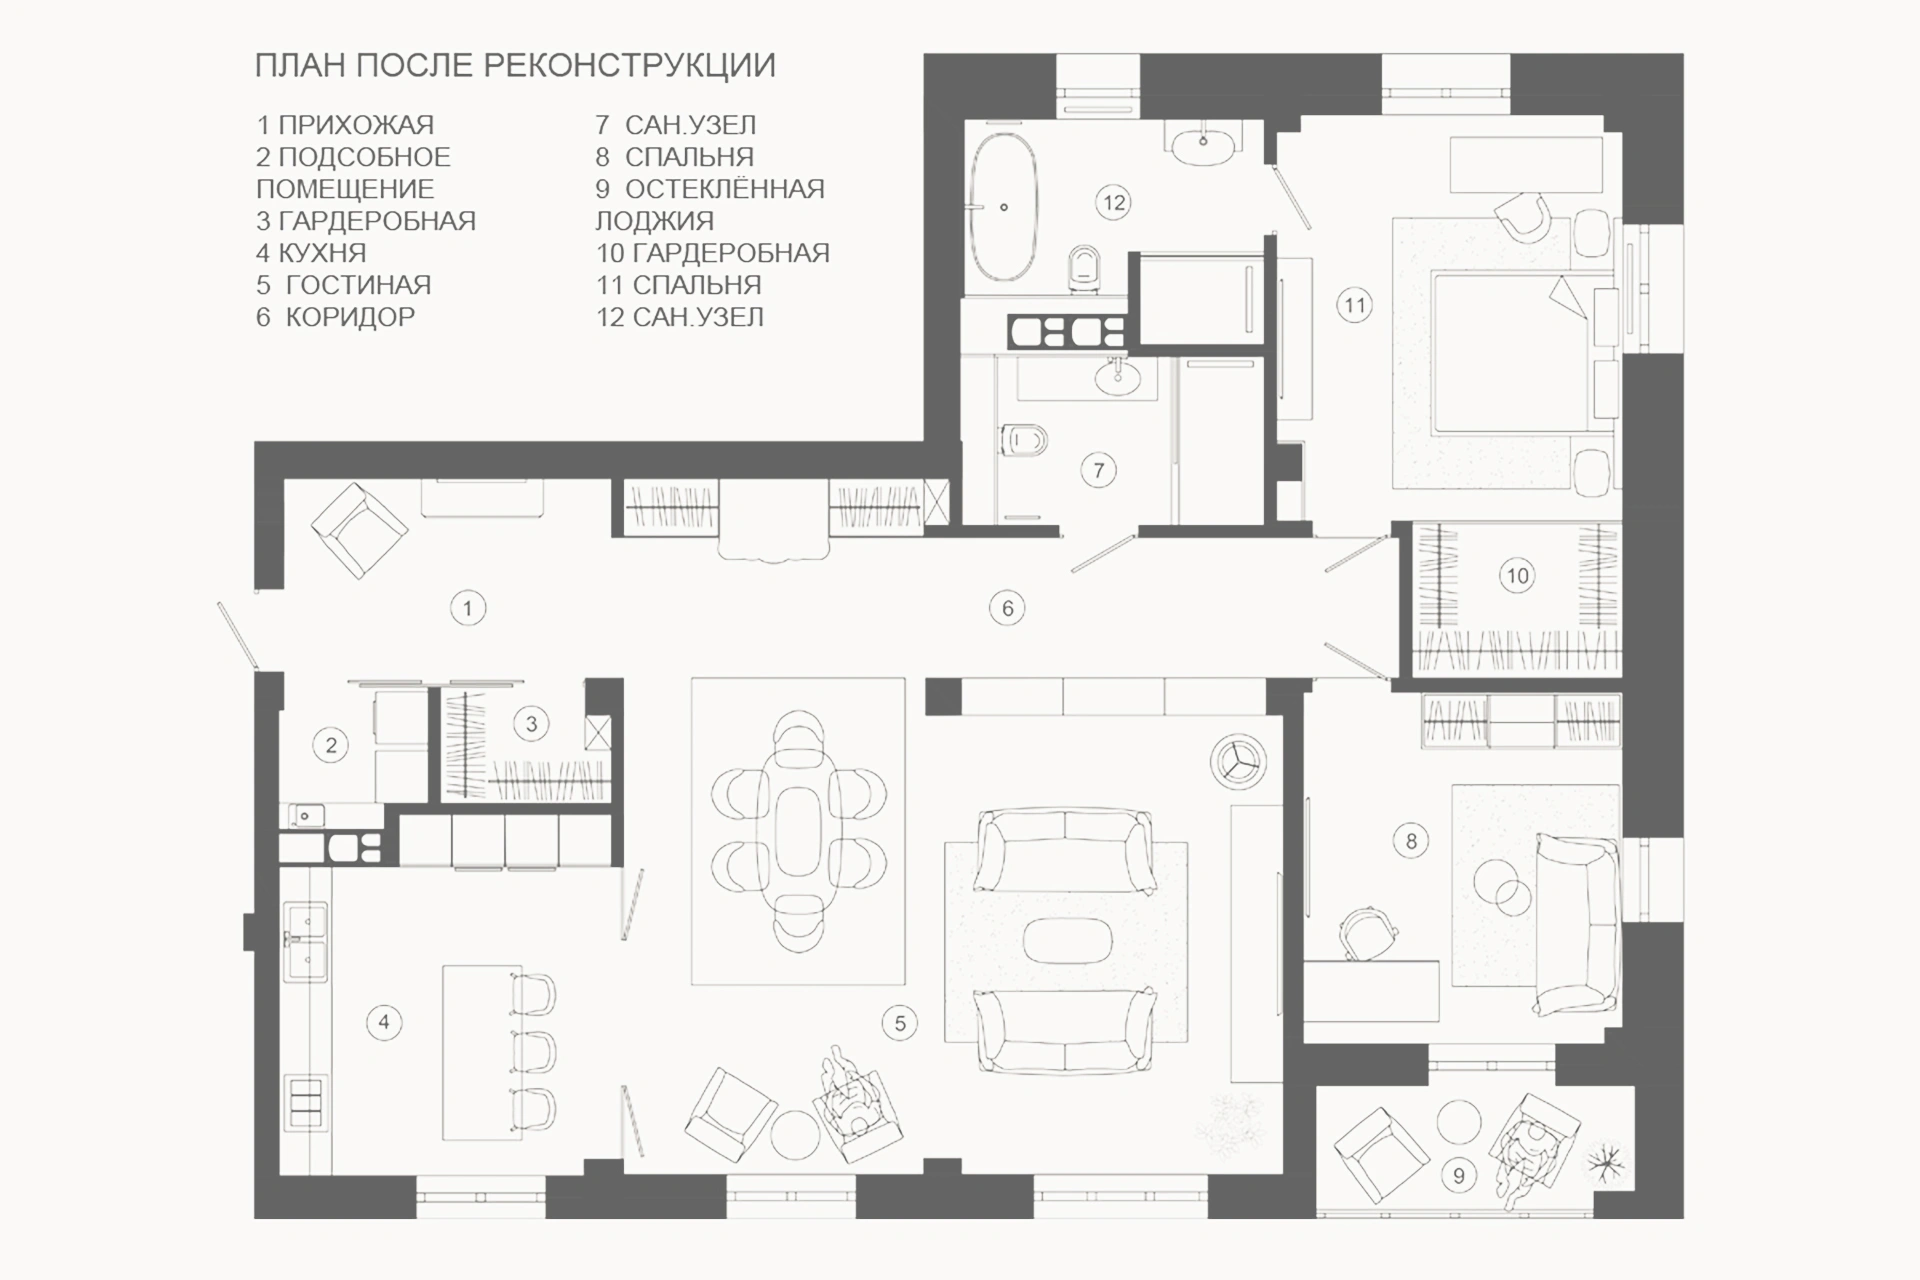 ПЛАН ПОСЛЕ РЕКОНСТРУКЦИИ
1 ПРИХОЖАЯ
2 ПОДСОБНОЕ
ПОМЕЩЕНИЕ
3 ГАРДЕРОБНАЯ
4 КУХНЯ
5 ГОСТИНАЯ
6 КОРИДОР
7 САН.УЗЕЛ
8 СПАЛЬНЯ
9 ОСТЕКЛЁННАЯ
ЛОДЖИЯ
10 ГАРДЕРОБНАЯ
11 СПАЛЬНЯ
12 САН.УЗЕЛ
12
11
7
10
1
6
3
2
8
4
5
9